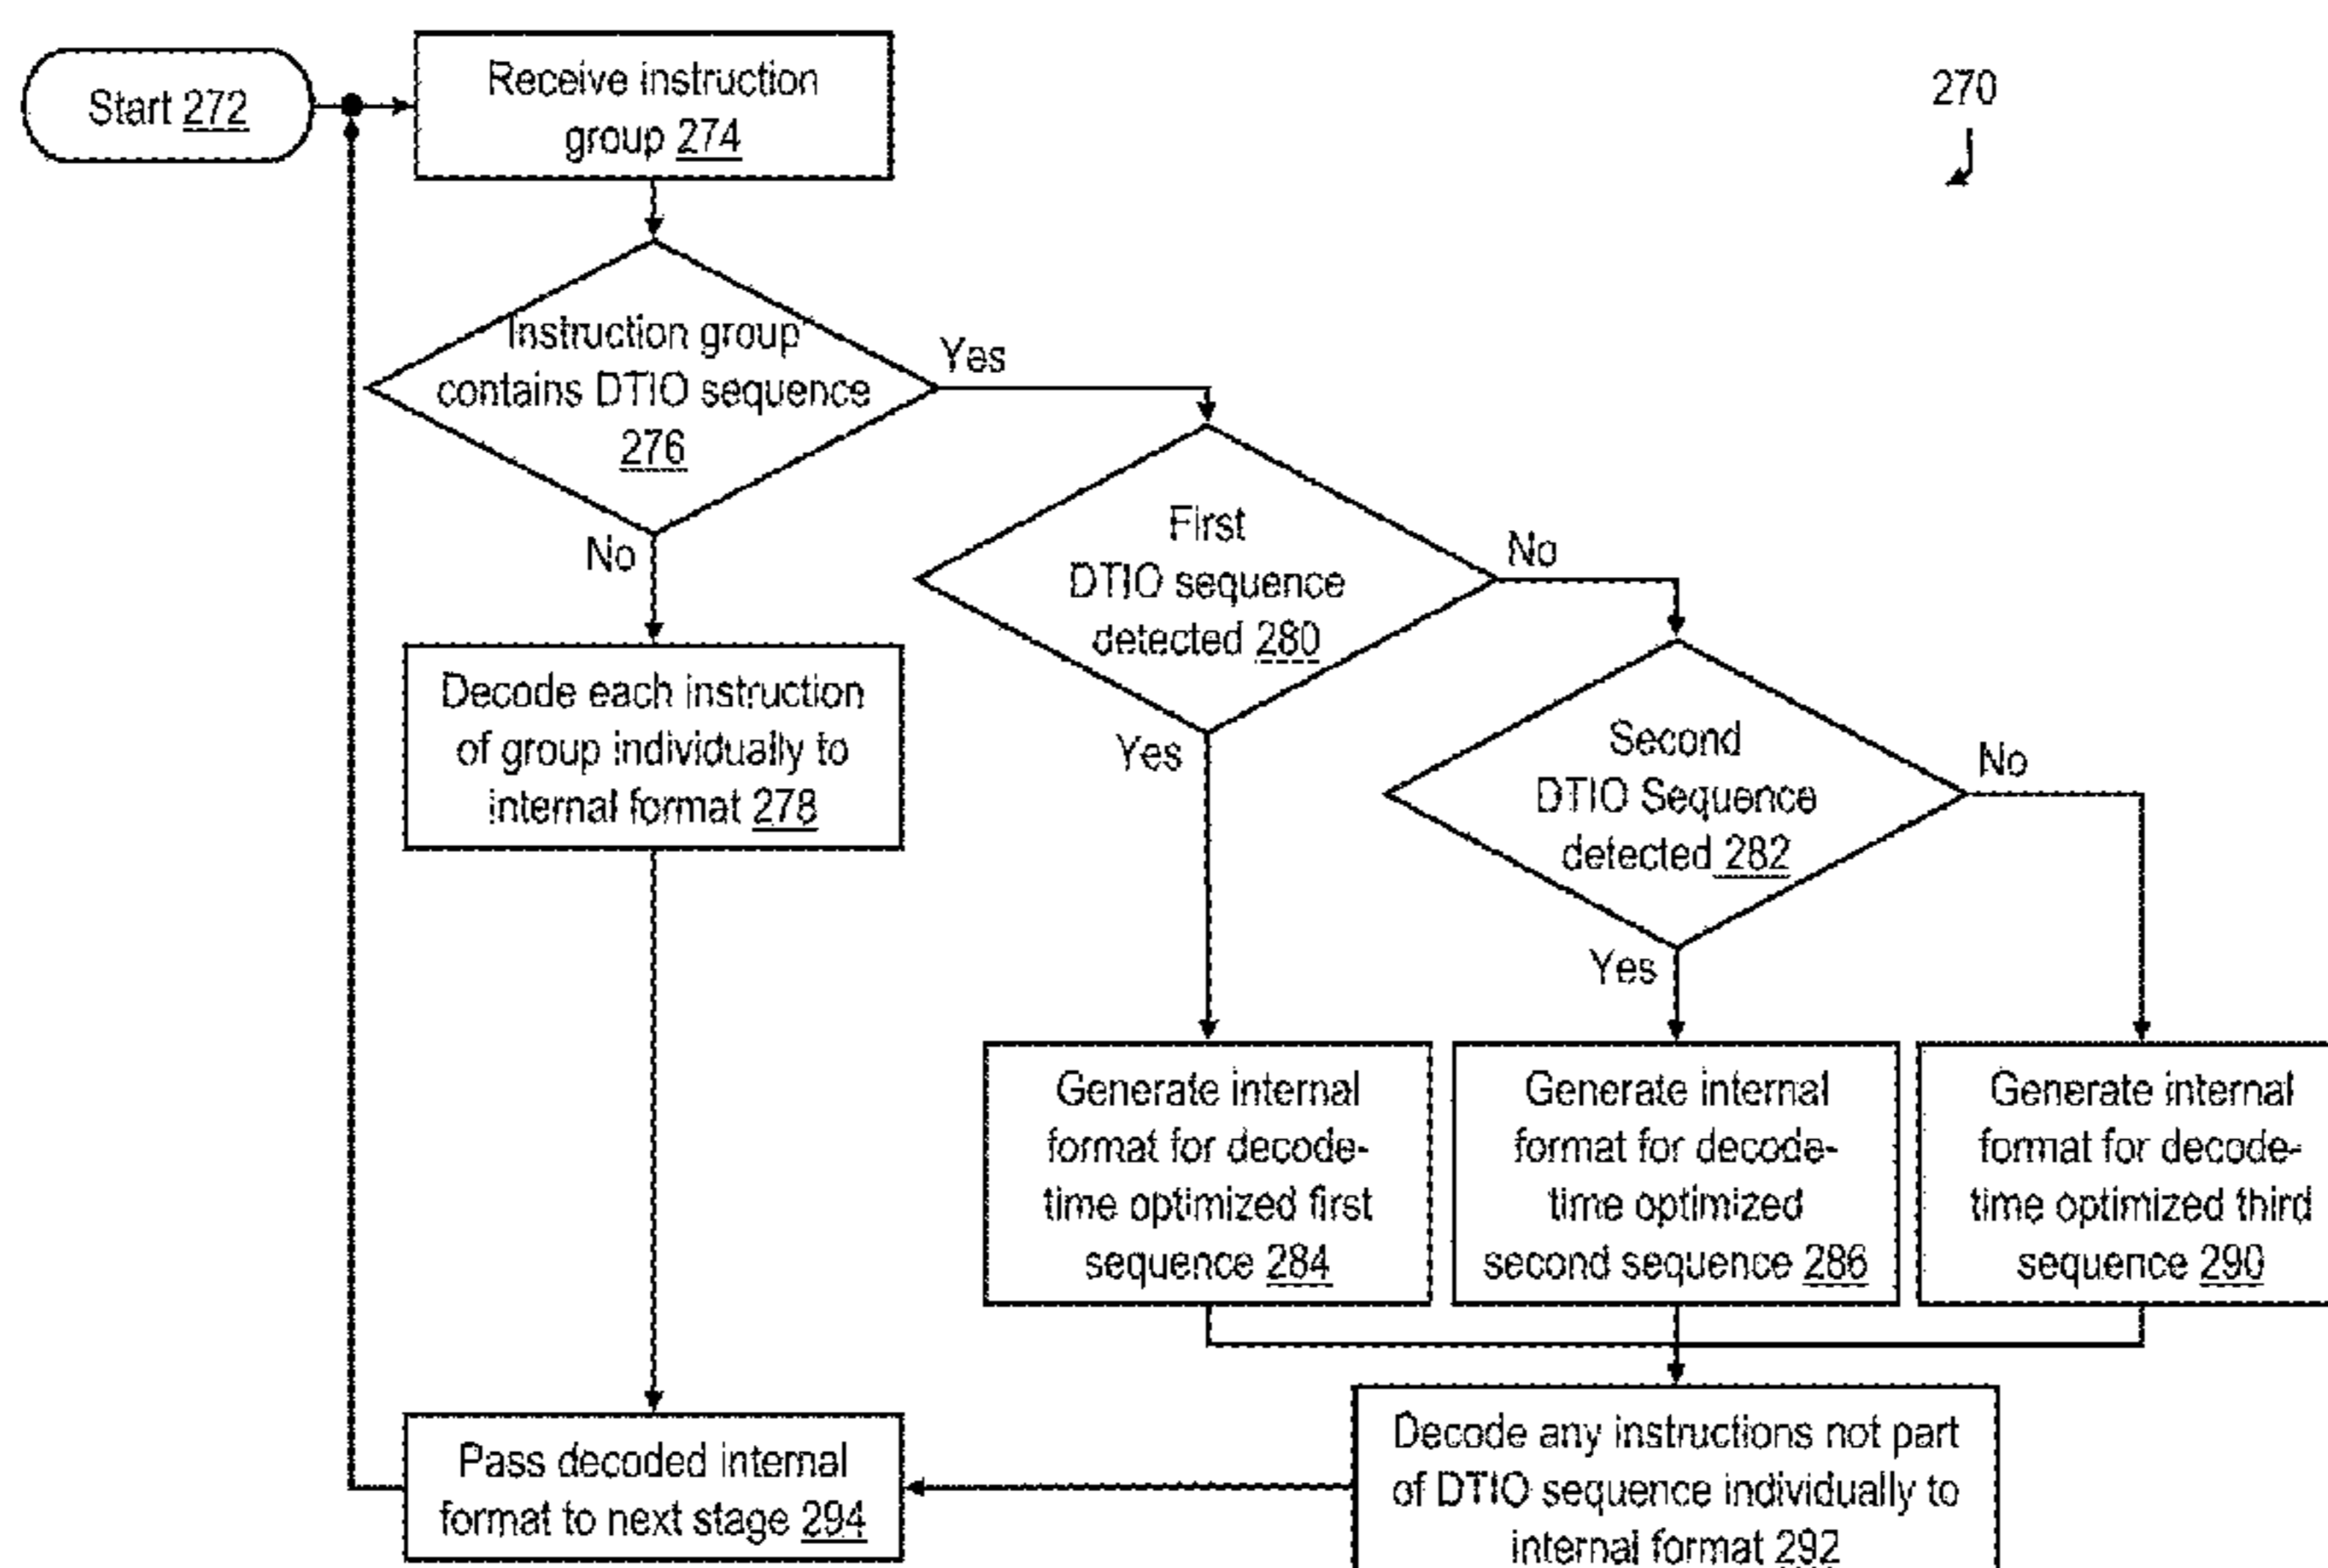 Start 272
Receive instruction
group 274
270
Instruction group
contains DTIO sequence
276
Yes
No
First
DTIO sequence
detected 280
No
Yes
Decode each instruction
of group individually to
internal format 278
Second
DTIO Sequence
detected 282
No
Yes
Generate internal
format for decode-
time optimized first
sequence 284
Generate internal
format for decode-
time optimized
second sequence 286
Generate internal
format for decode-
time optimized third
sequence 290
Pass decoded internal
format to next stage 294
Decode any instructions not part
of DTIO sequence individually to
internal format 292